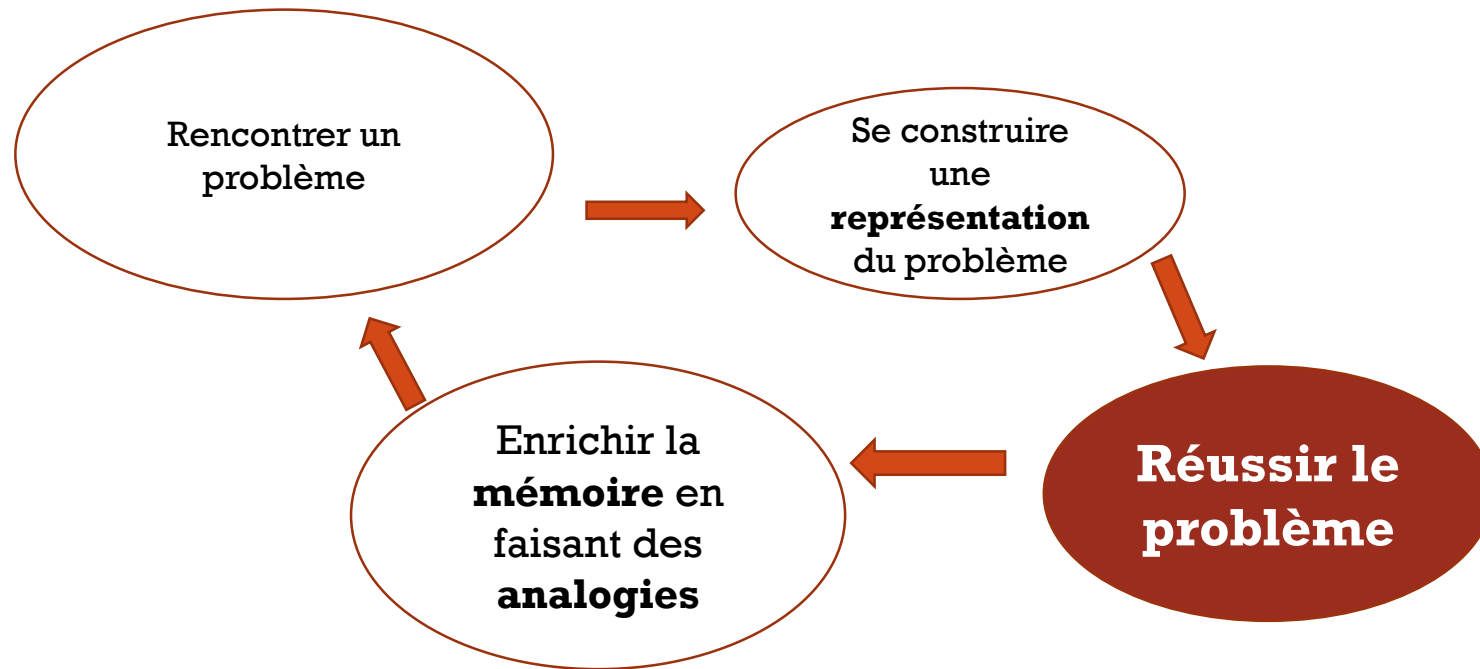 Rencontrer un
problème
Se construire
une
représentation
du problème
Réussir le
problème
Enrichir la
mémoire en
faisant des
analogies